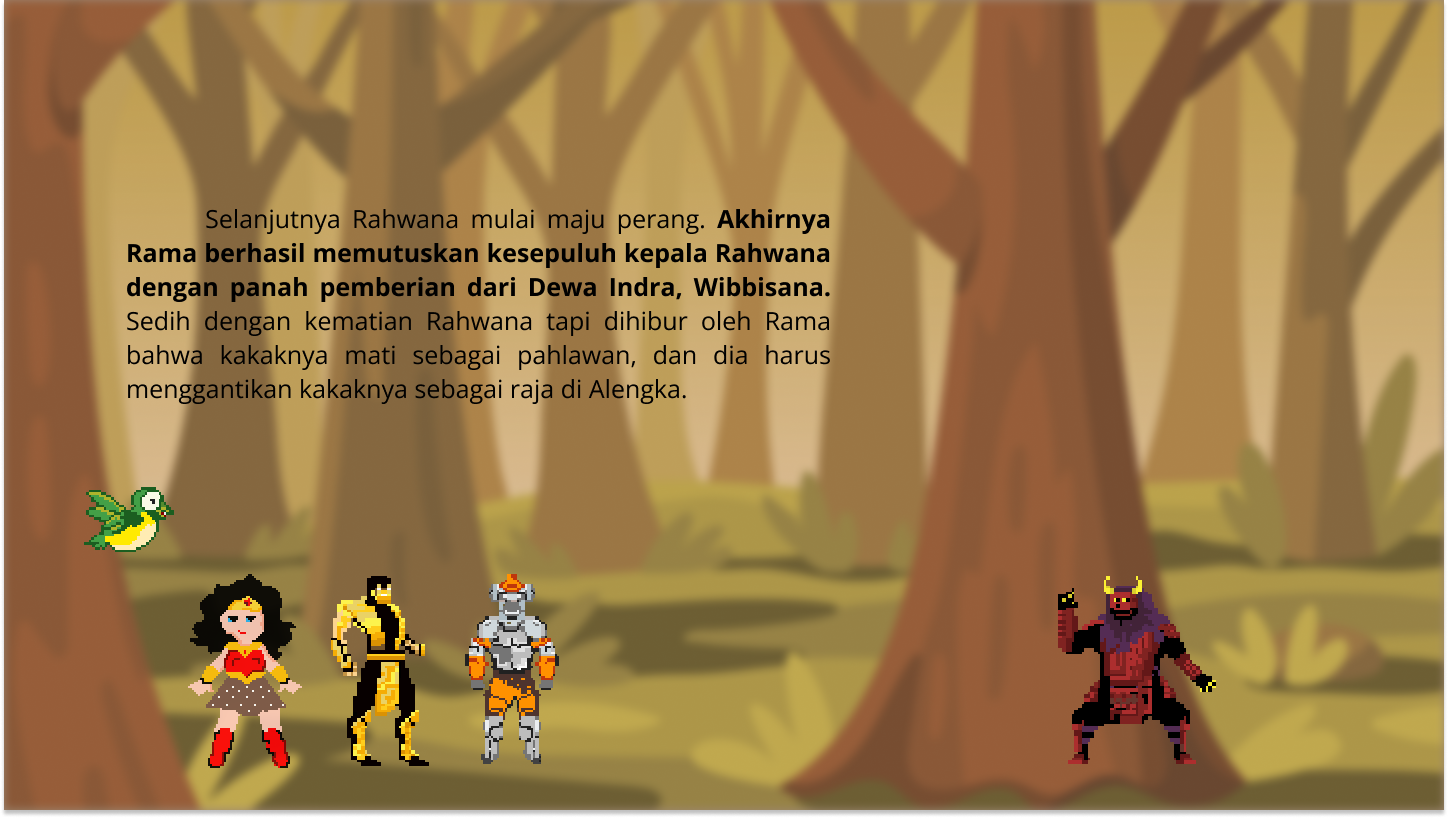 Selanjutnya Rahwana mulai maju perang. Akhirnya
Rama berhasil memutuskan kesepuluh kepala Rahwana
dengan panah pemberian dari Dewa Indra, Wibbisana.
Sedih dengan kematian Rahwana tapi dihibur oleh Rama
bahwa kakaknya mati sebagai pahlawan, dan dia harus
menggantikan kakaknya sebagai raja di Alengka.